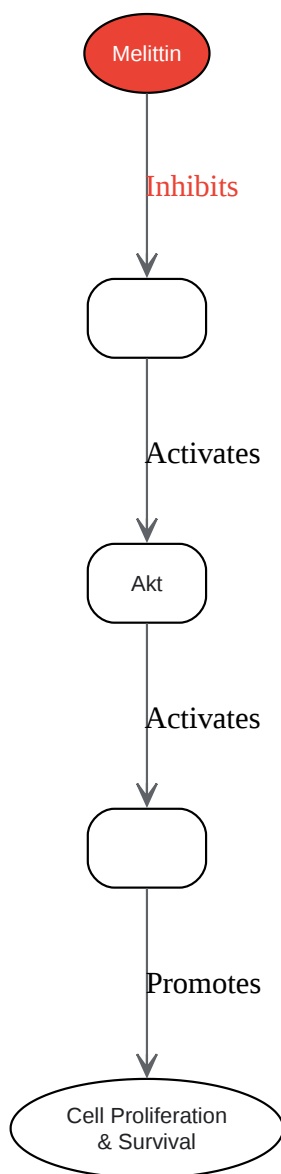 Melittin
Inhibits
Activates
Akt
Activates
Promotes
Cell Proliferation
& Survival